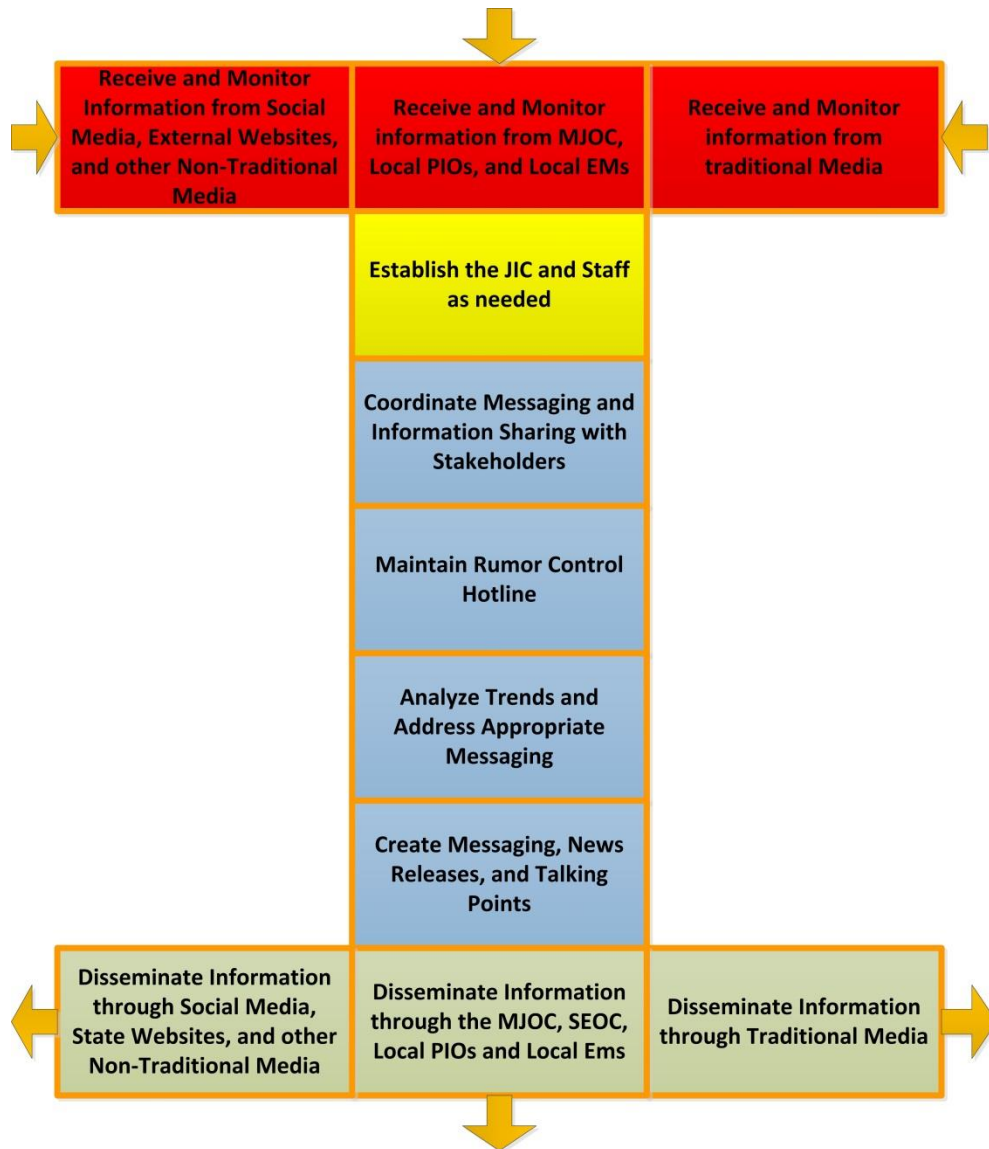 Receive and Monitor
Information from Social
Media, External Websites,
and other Non-Traditional
Media
Receive and Monitor
information from MJOC,
Local PIOs, and Local EMs
Receive and Monitor
information from
traditional Media
Establish the JIC and Staff
as needed
Coordinate Messaging and
Information Sharing with
Stakeholders
Maintain Rumor Control
Hotline
Analyze Trends and
Address Appropriate
Messaging
Create Messaging, News
Releases, and Talking
Points
Disseminate Information
through Social Media,
State Websites, and other
Non-Traditional Media
Disseminate Information
through the MJOC, SEOC,
Local PIOs and Local Ems
Disseminate Information
through Traditional Media